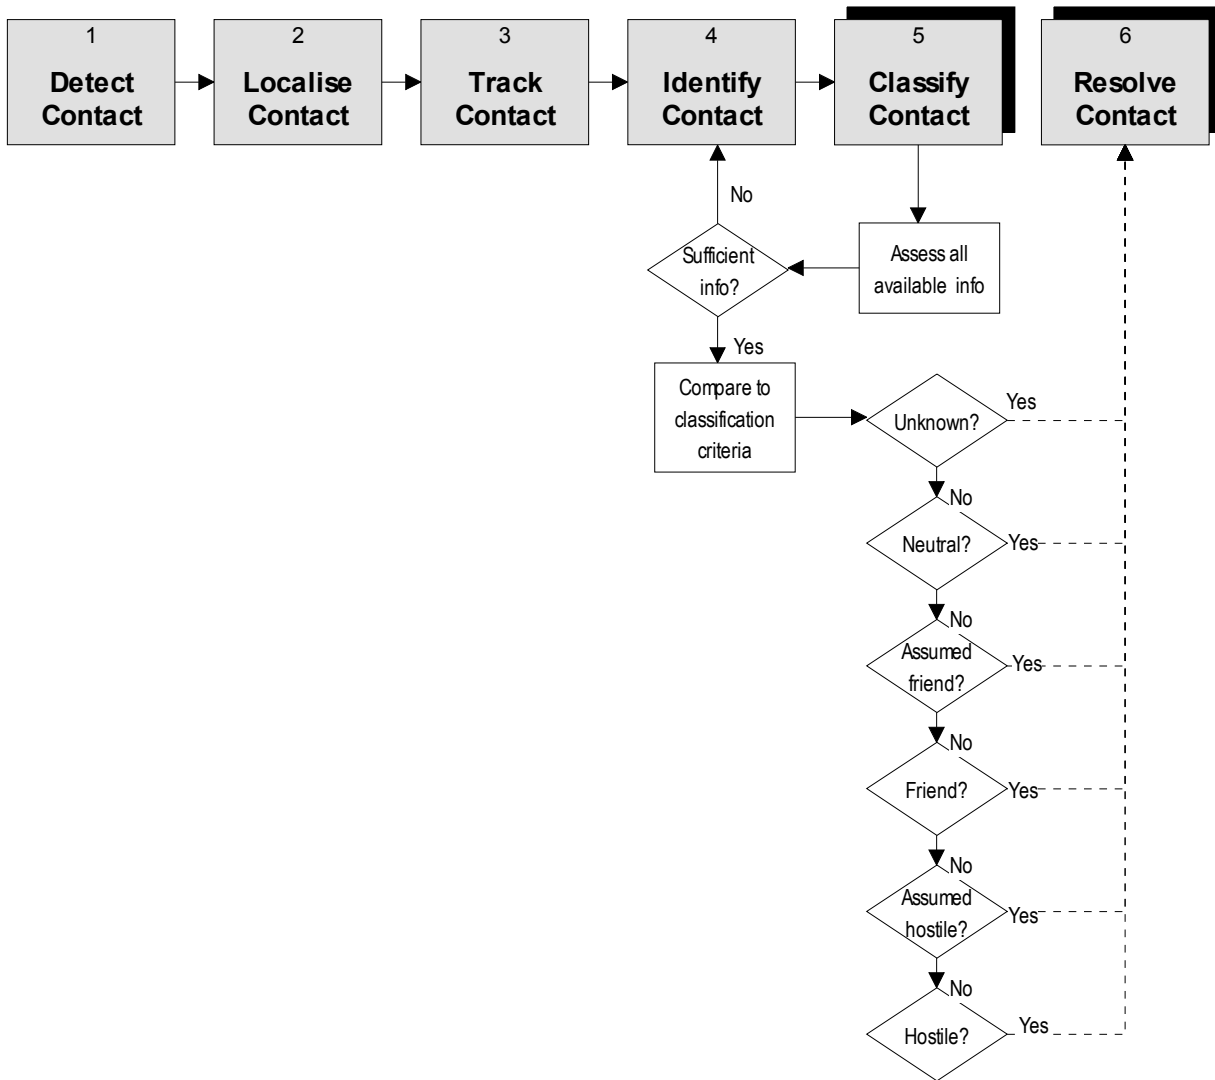 1
Detect
Contact
2
Localise
Contact
3
Track
Contact
4
Identify
Contact
5
Classify
Contact
6
Resolve
Contact
No
Sufficient
info?
Assess all
available info
Yes
Compare to
classification
criteria
Unknown?
Yes
No
Neutral?
Yes
No
Assumed
friend?
Yes
No
Friend?
Yes
No
Assumed
hostile?
Yes
No
Hostile?
Yes